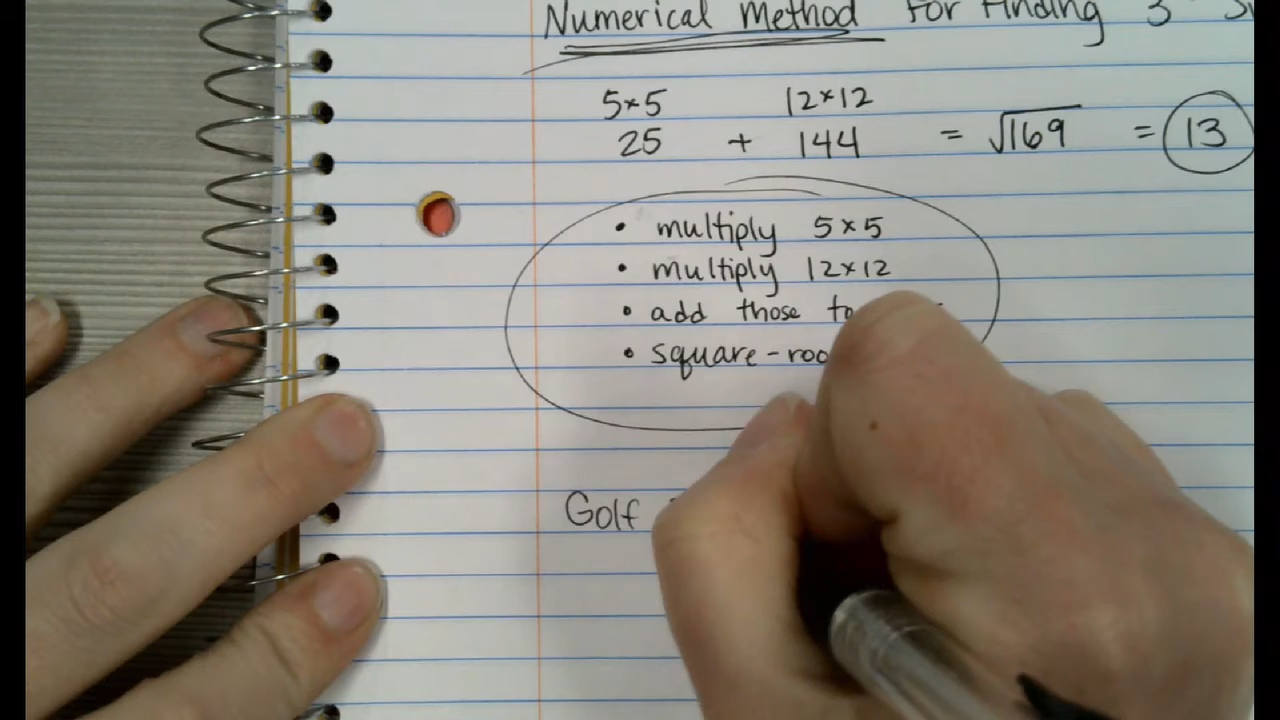 Numerical Method For Finding 3
5×5 12×12
25 + 144 = √169 = 13
• multiply 5×5
• multiply 12×12
• add those
• square-
Golf